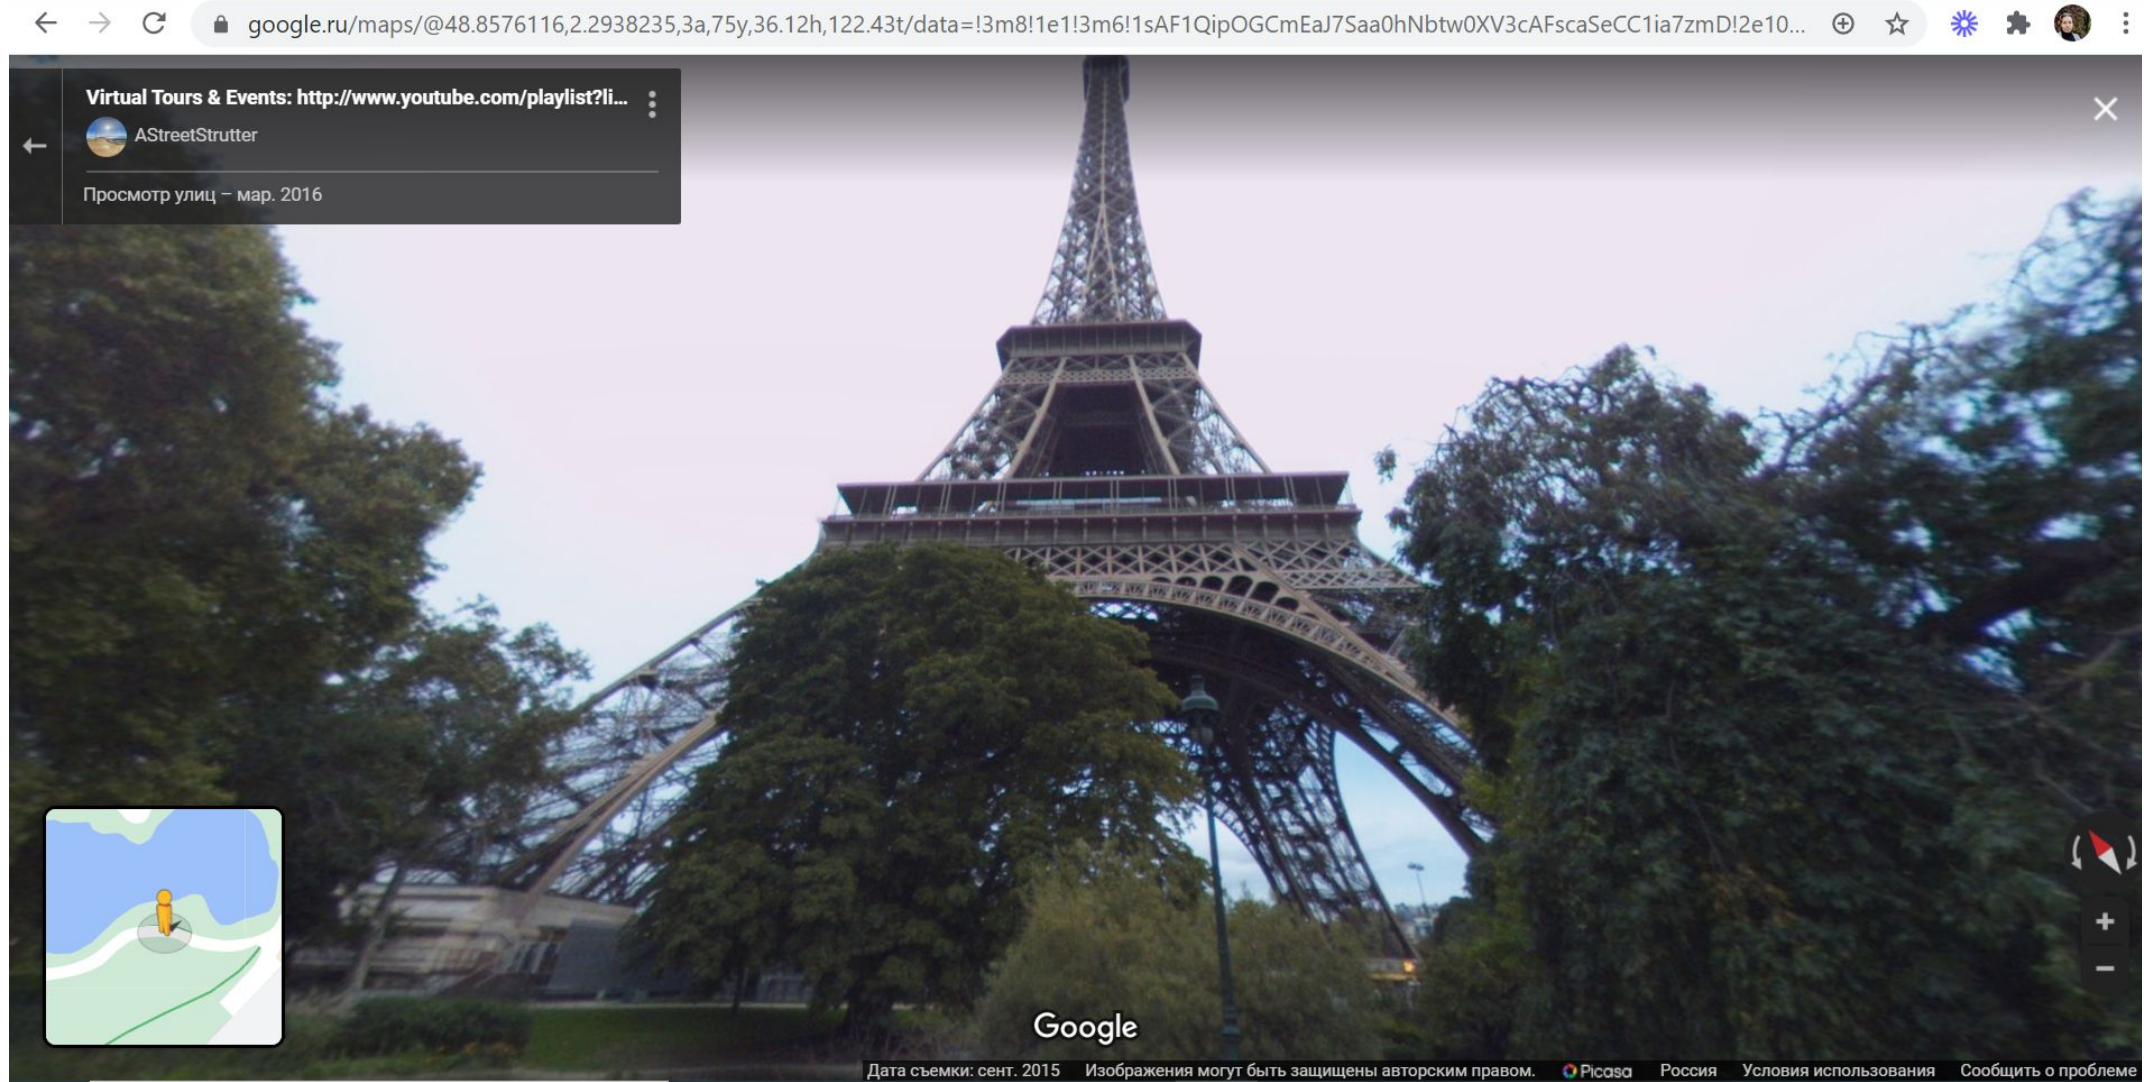 google.ru/maps/@48.8576116,2.2938235,3a,75y,36.12h,122.43t/data=!3m8!1e1!3m6!1sAF1QipOGCmEaJ7Saa0hNbtw0XV3cAFscaSeCC1ia7zmD!2e10...
Virtual Tours & Events: http://www.youtube.com/playlist?li...
AStreetStrutter
Просмотр улиц – мар. 2016
Google
Дата съемки: сент. 2015 Изображения могут быть защищены авторским правом. Picasa Россия Условия использования Сообщить о проблеме